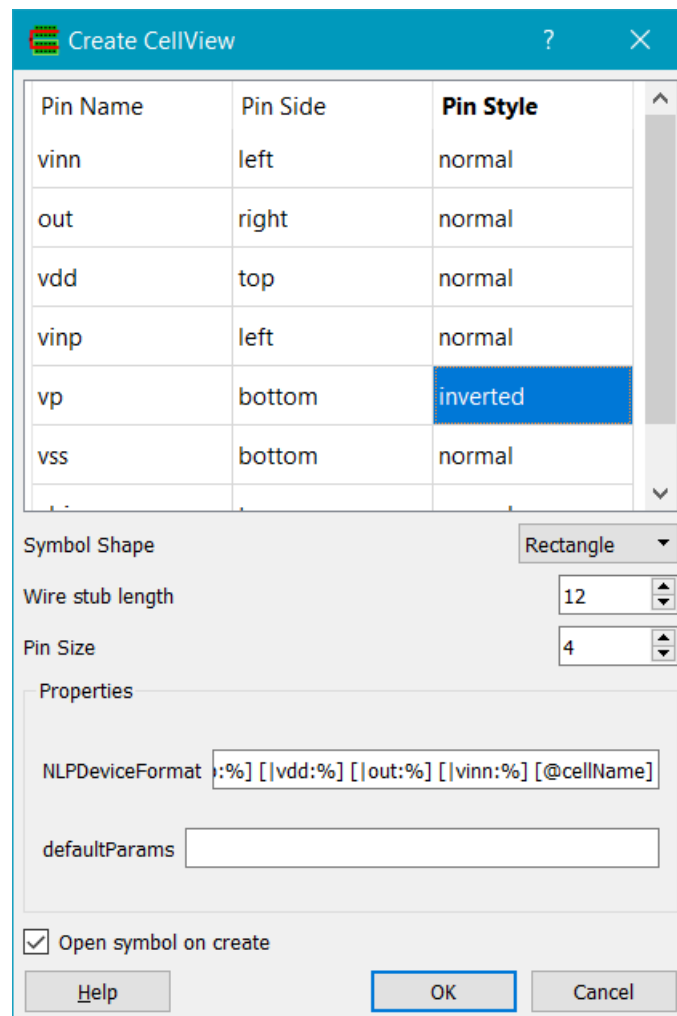 Create CellView ?
Pin Name Pin Side Pin Style
vinn left normal
out right normal
vdd top normal
vinp left normal
vp bottom inverted
vss bottom normal
Symbol Shape Rectangle
Wire stub length 12
Pin Size 4
Properties
NLPDeviceFormat :%] [|vdd:%] [|out:%] [|vinn:%] [@cellName]
defaultParams
Open symbol on create
Help OK Cancel